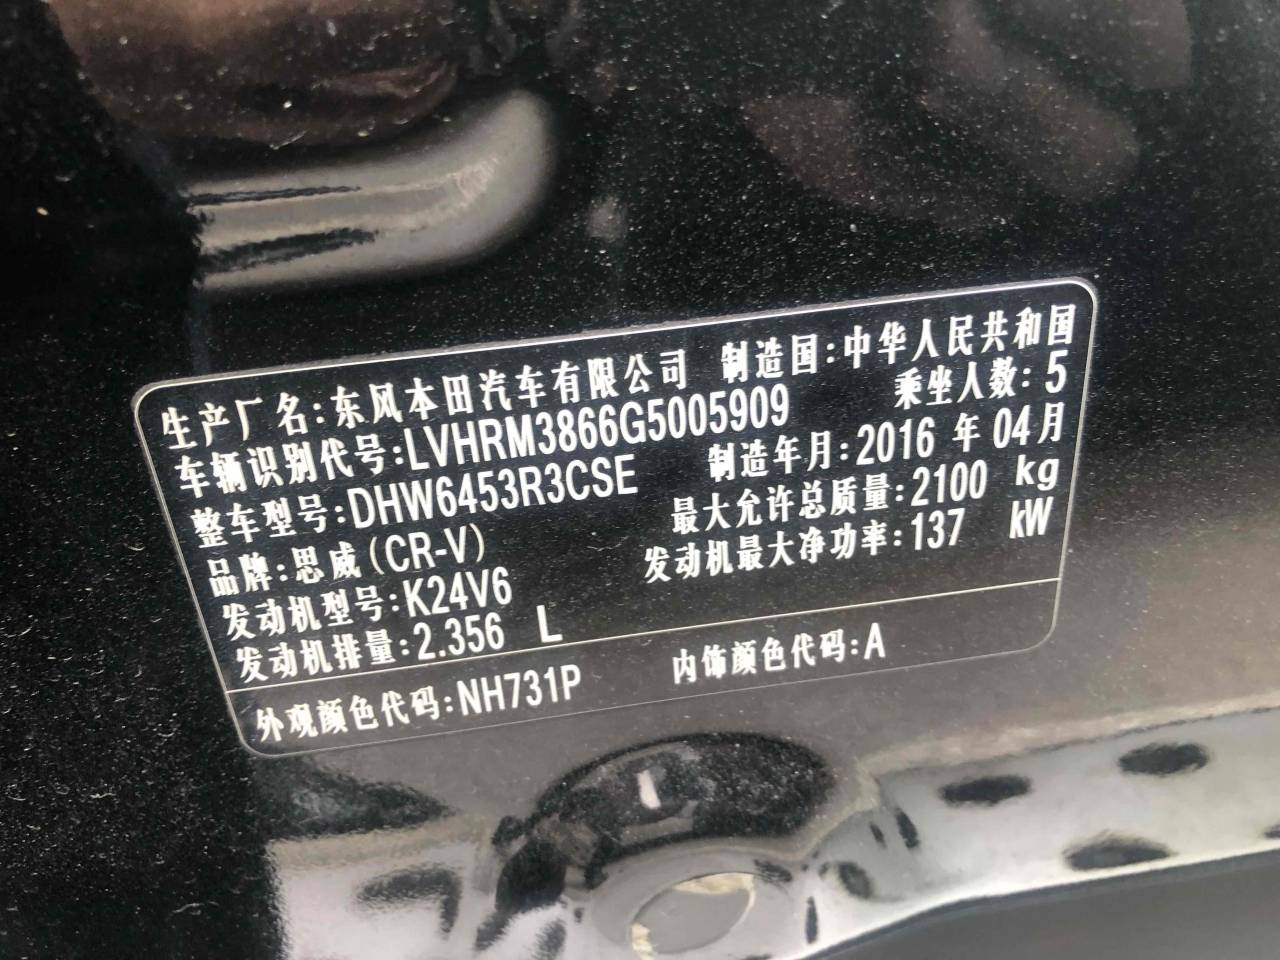 生产厂名:东风本田汽车有限公司 制造国:中华人民共和国
车辆识别代号:LVHRM3866G5005909 乘坐人数:5
整车型号:DHW6453R3CSE 制造年月:2016 年 04 月
品牌:思威(CR-V) 最大允许总质量:2100 kg
发动机型号:K24V6 发动机最大净功率:137 kW
发动机排量:2.356 L
外观颜色代码:NH731P 内饰颜色代码:A